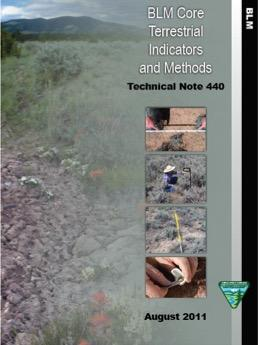 BLM Core
Terrestrial
Indicators
and Methods
Technical Note 440
August 2011
BLM